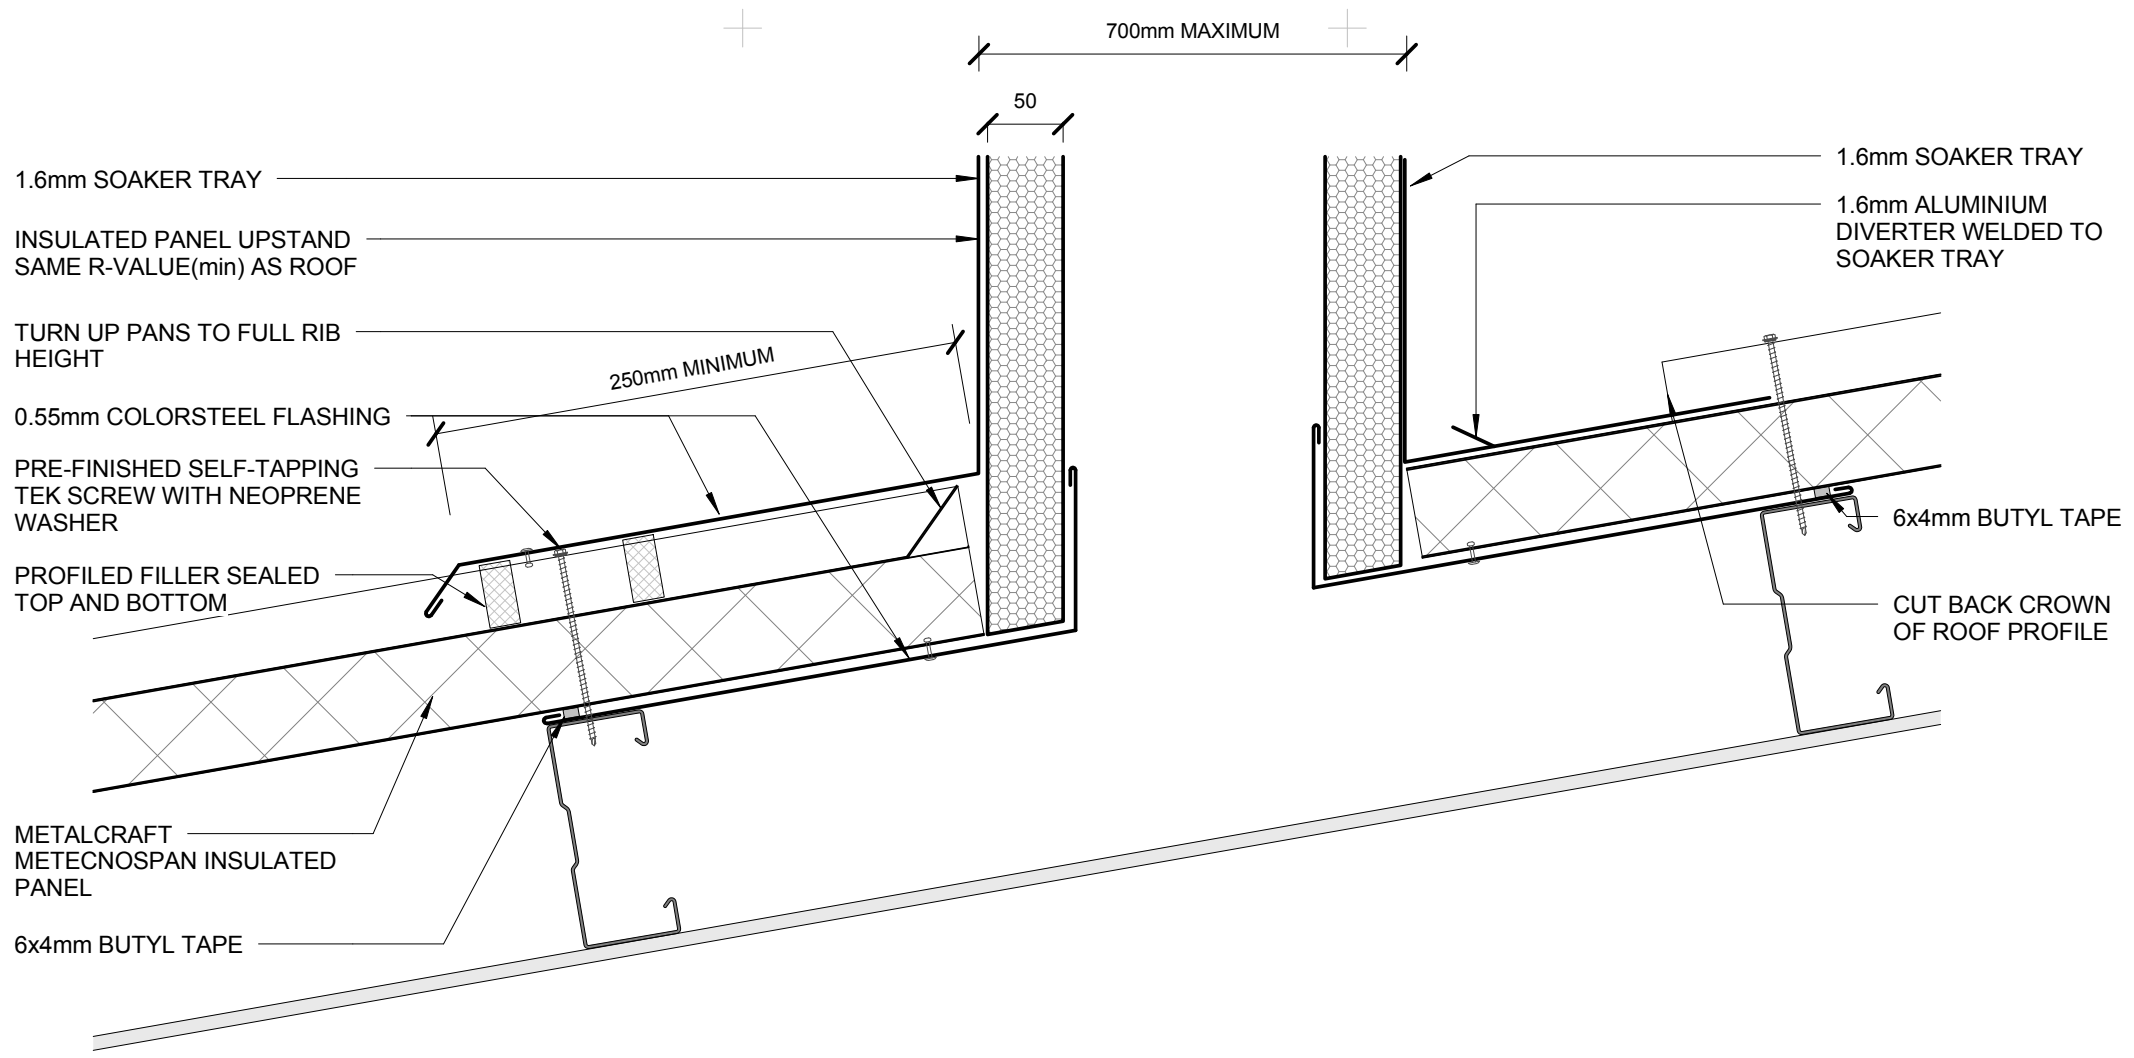 700mm MAXIMUM
50
1.6mm SOAKER TRAY
INSULATED PANEL UPSTAND
SAME R-VALUE(min) AS ROOF
TURN UP PANS TO FULL RIB
HEIGHT
250mm MINIMUM
0.55mm COLORSTEEL FLASHING
PRE-FINISHED SELF-TAPPING
TEK SCREW WITH NEOPRENE
WASHER
PROFILED FILLER SEALED
TOP AND BOTTOM
METALCRAFT
METECNOSPAN INSULATED
PANEL
6x4mm BUTYL TAPE
1.6mm SOAKER TRAY
1.6mm ALUMINIUM
DIVERTER WELDED TO
SOAKER TRAY
6x4mm BUTYL TAPE
CUT BACK CROWN
OF ROOF PROFILE